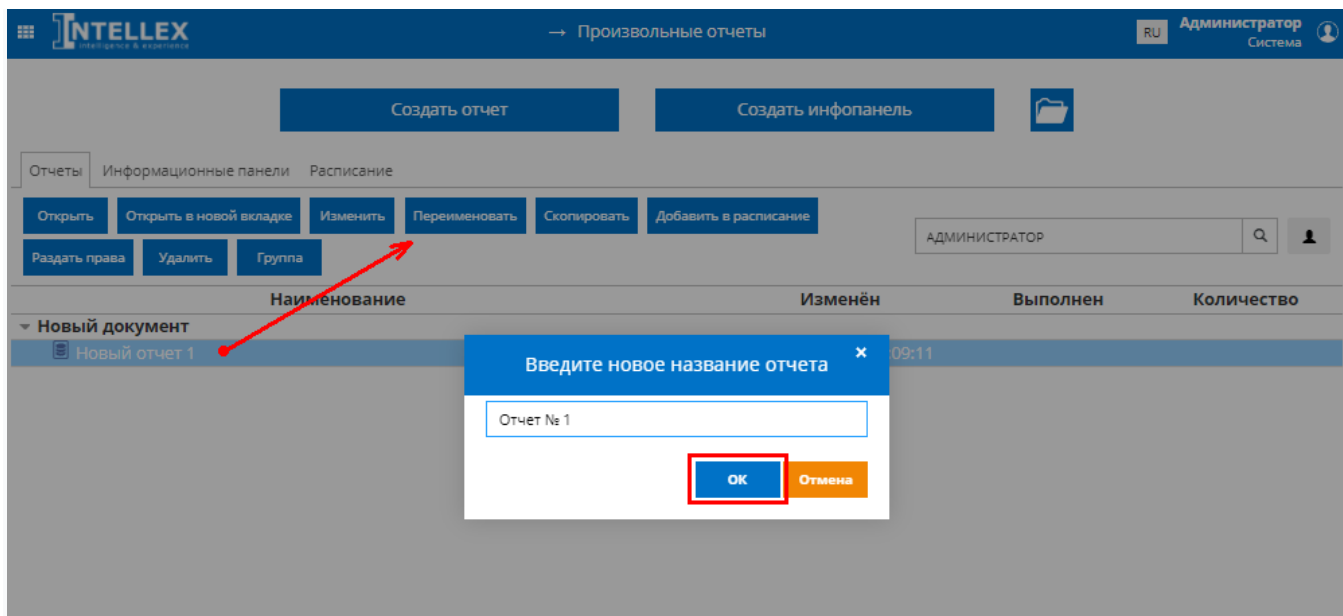 INTELLEX
Intelligence & experience
→ Произвольные отчеты
RU
Администратор
Система
Создать отчет
Создать инфопанель
Отчеты
Информационные панели
Расписание
Открыть
Открыть в новой вкладке
Изменить
Переименовать
Скопировать
Добавить в расписание
АДМИНИСТРАТОР
Раздать права
Удалить
Группа
Наименование
Изменён
Выполнен
Количество
Новый документ
Новый отчет 1
:09:11
Введите новое название отчета
×
Отчет № 1
ОК
Отмена